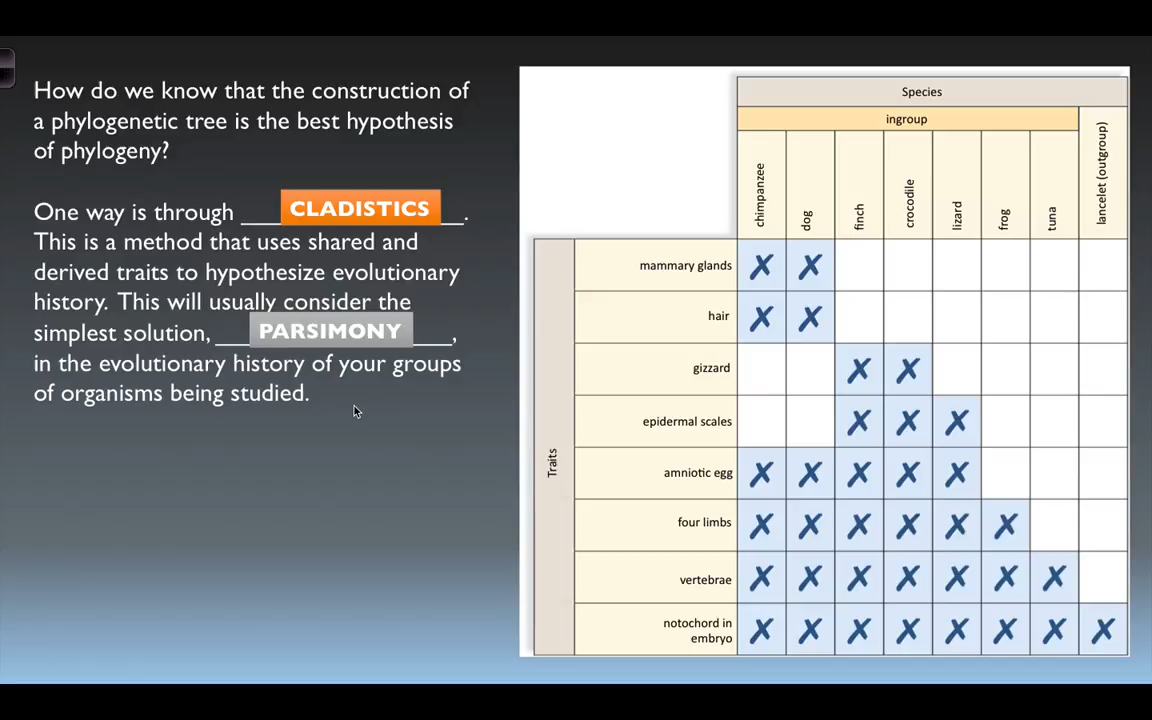 How do we know that the construction of
a phylogenetic tree is the best hypothesis
of phylogeny?
One way is through ___CLADISTICS__.
This is a method that uses shared and
derived traits to hypothesize evolutionary
history. This will usually consider the
simplest solution, ___PARSIMONY___,
in the evolutionary history of your groups
of organisms being studied.
Species
ingroup
chimpanzee
dog
finch
crocodile
lizard
frog
tuna
lancelet (outgroup)
Traits
mammary glands X X
hair X X
gizzard X X
epidermal scales X X X
amniotic egg X X X X X
four limbs X X X X X X
vertebrae X X X X X X X
notochord in
embryo X X X X X X X X